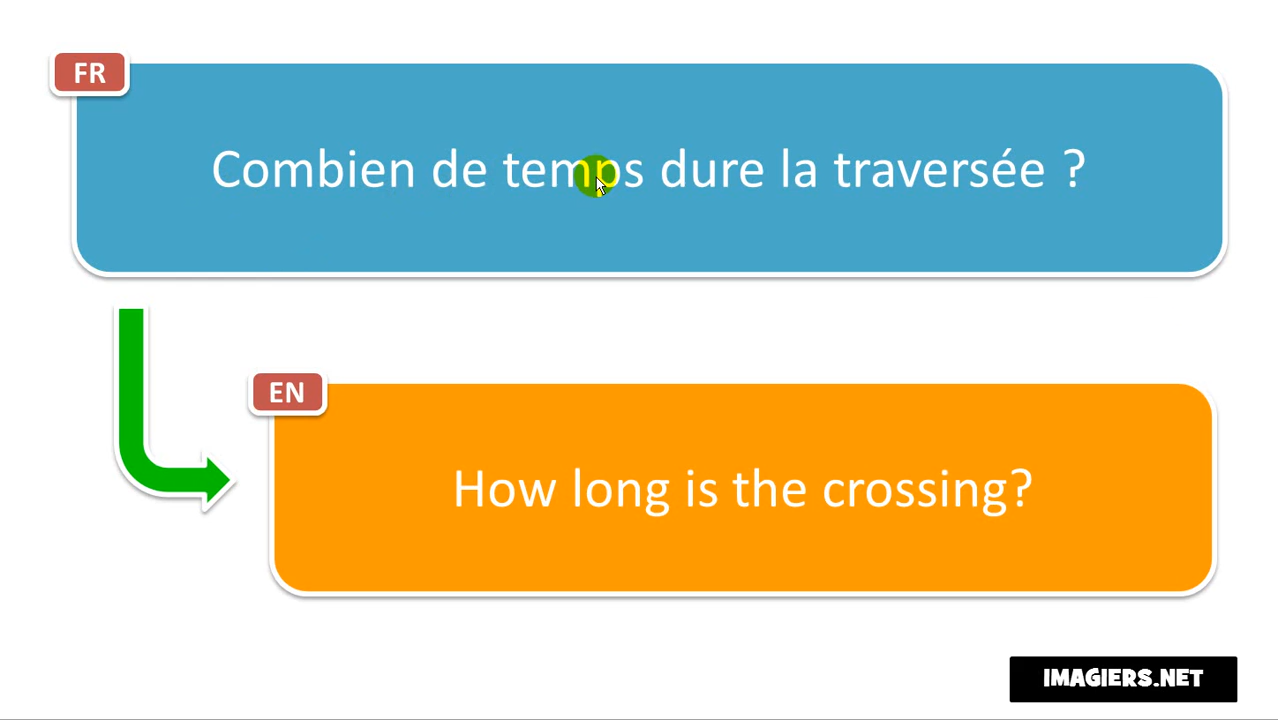 FR
Combien de temps dure la traversée ?
EN
How long is the crossing?
IMAGIERS.NET